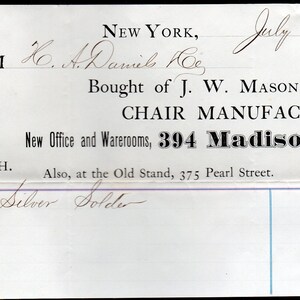 NEW YORK, July
M H. A. Daniels & Co
Bought of J. W. MASON
CHAIR MANUFAC
New Office and Warerooms, 394 Madiso
H. Also, at the Old Stand, 375 Pearl Street.
Silver Solder